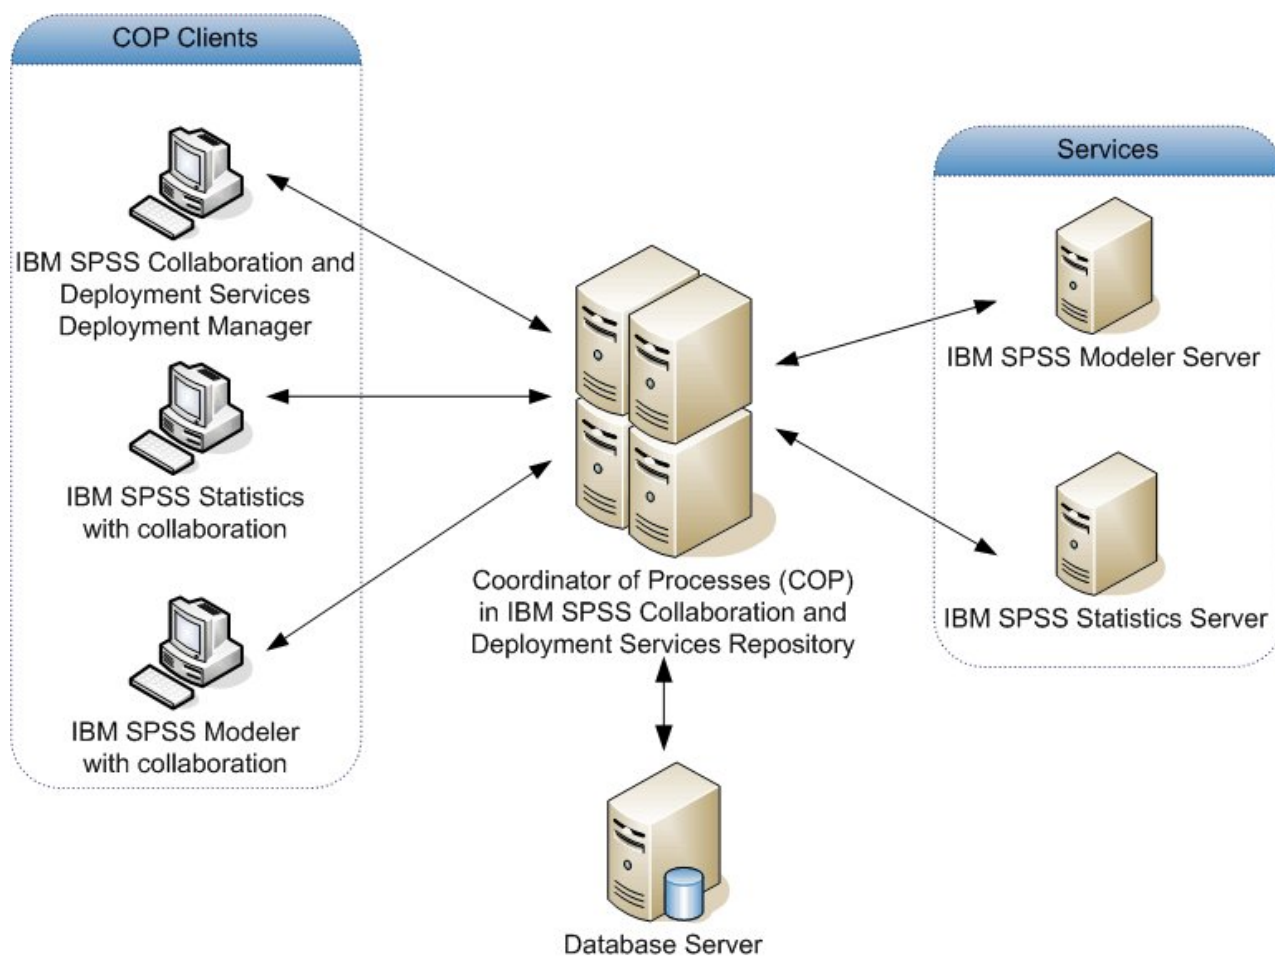 COP Clients
IBM SPSS Collaboration and
Deployment Services
Deployment Manager
IBM SPSS Statistics
with collaboration
IBM SPSS Modeler
with collaboration
Coordinator of Processes (COP)
in IBM SPSS Collaboration and
Deployment Services Repository
Database Server
Services
IBM SPSS Modeler Server
IBM SPSS Statistics Server